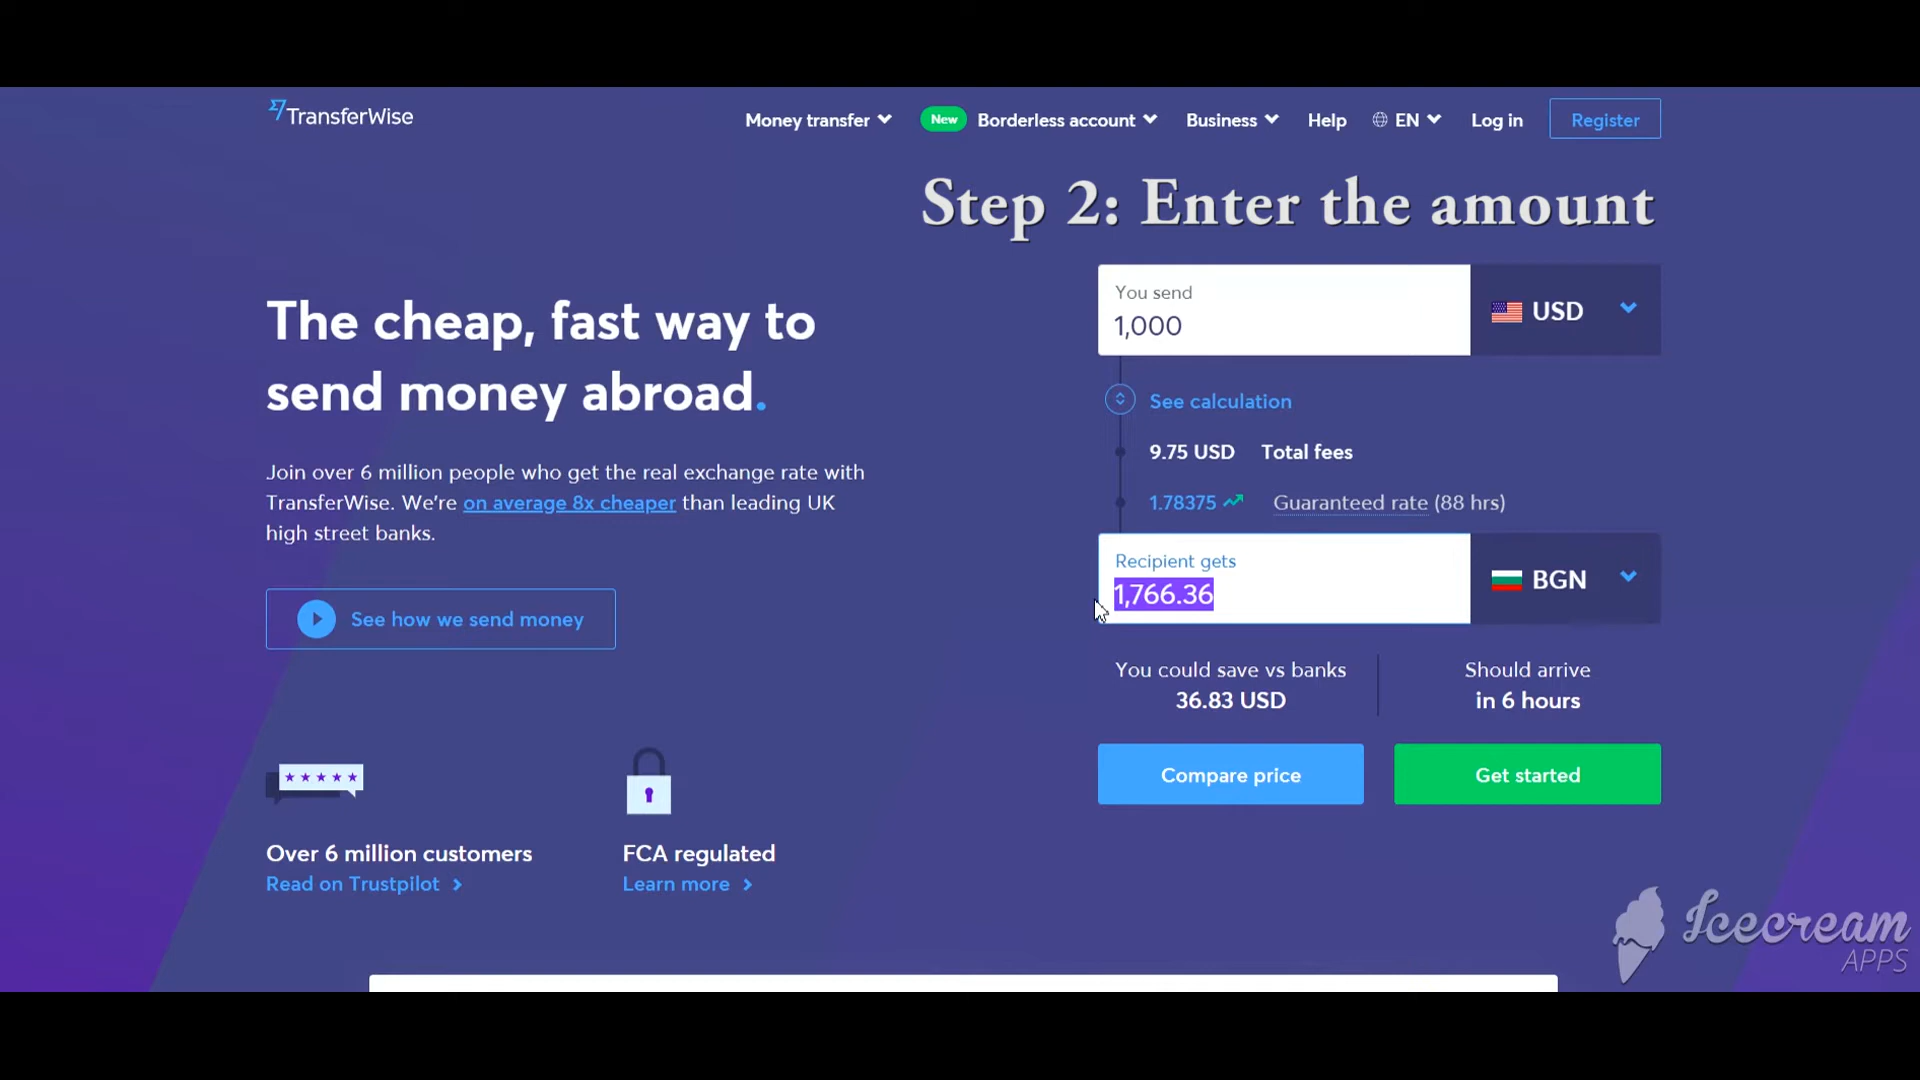 TransferWise
Money transfer New Borderless account Business Help EN Log in Register
Step 2: Enter the amount
The cheap, fast way to
send money abroad.
Join over 6 million people who get the real exchange rate with
TransferWise. We're on average 8x cheaper than leading UK
high street banks.
See how we send money
Over 6 million customers
Read on Trustpilot
FCA regulated
Learn more
You send
1,000
USD
See calculation
9.75 USD Total fees
1.78375 Guaranteed rate (88 hrs)
Recipient gets
1,766.36
BGN
You could save vs banks
36.83 USD
Should arrive
in 6 hours
Compare price
Get started
Icecream
APPS